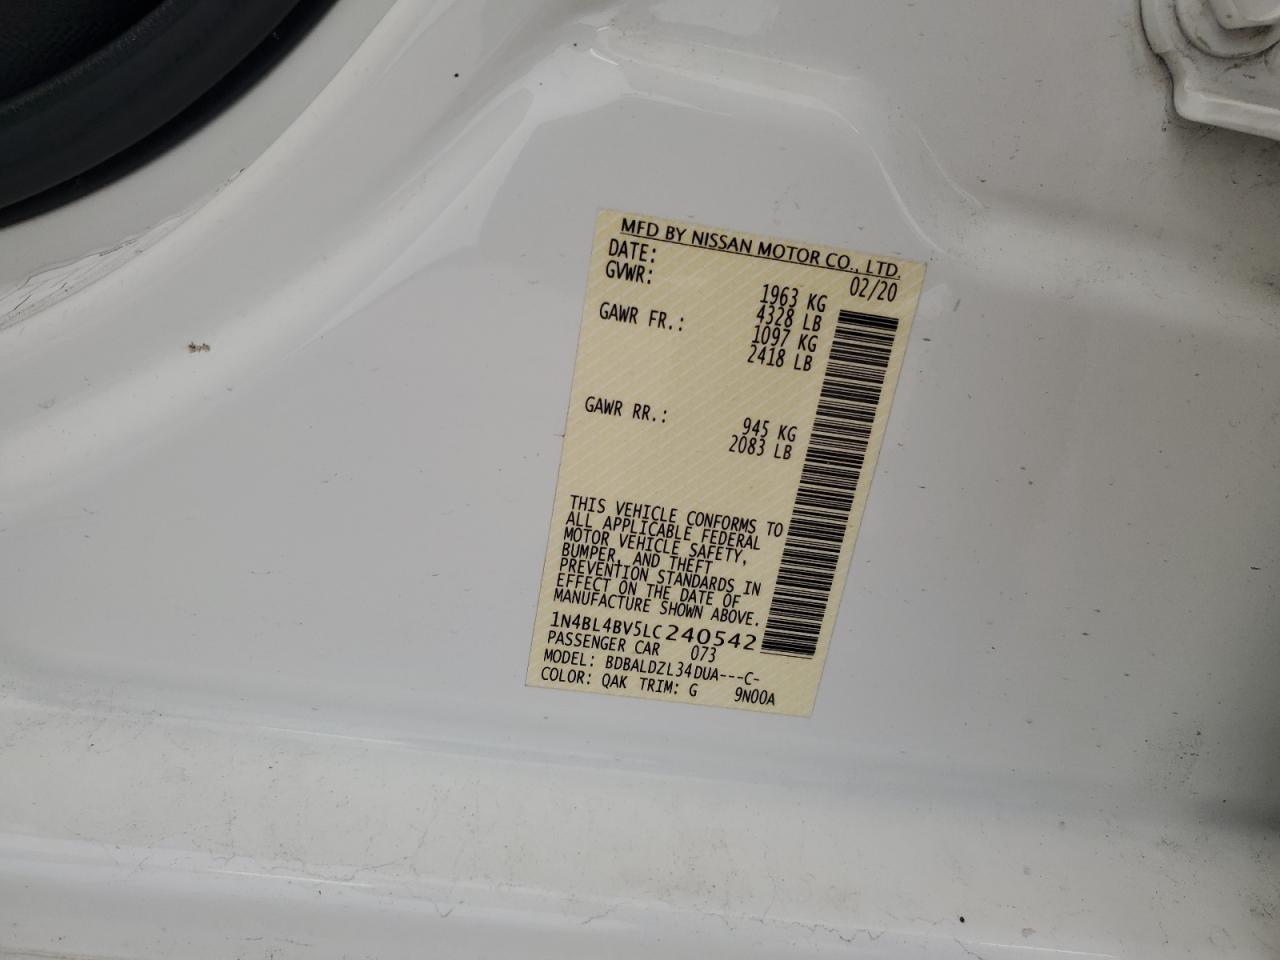 MFD BY NISSAN MOTOR CO., LTD.
DATE: 02/20
GVWR: 1963 KG
4328 LB
GAWR FR.: 1097 KG
2418 LB
GAWR RR.: 945 KG
2083 LB
THIS VEHICLE CONFORMS TO
ALL APPLICABLE FEDERAL
MOTOR VEHICLE SAFETY,
BUMPER, AND THEFT
PREVENTION STANDARDS IN
EFFECT ON THE DATE OF
MANUFACTURE SHOWN ABOVE.
1N4BL4BV5LC240542
PASSENGER CAR 073
MODEL: BDBALDZL34DUA---C-
COLOR: QAK TRIM: G 9N00A